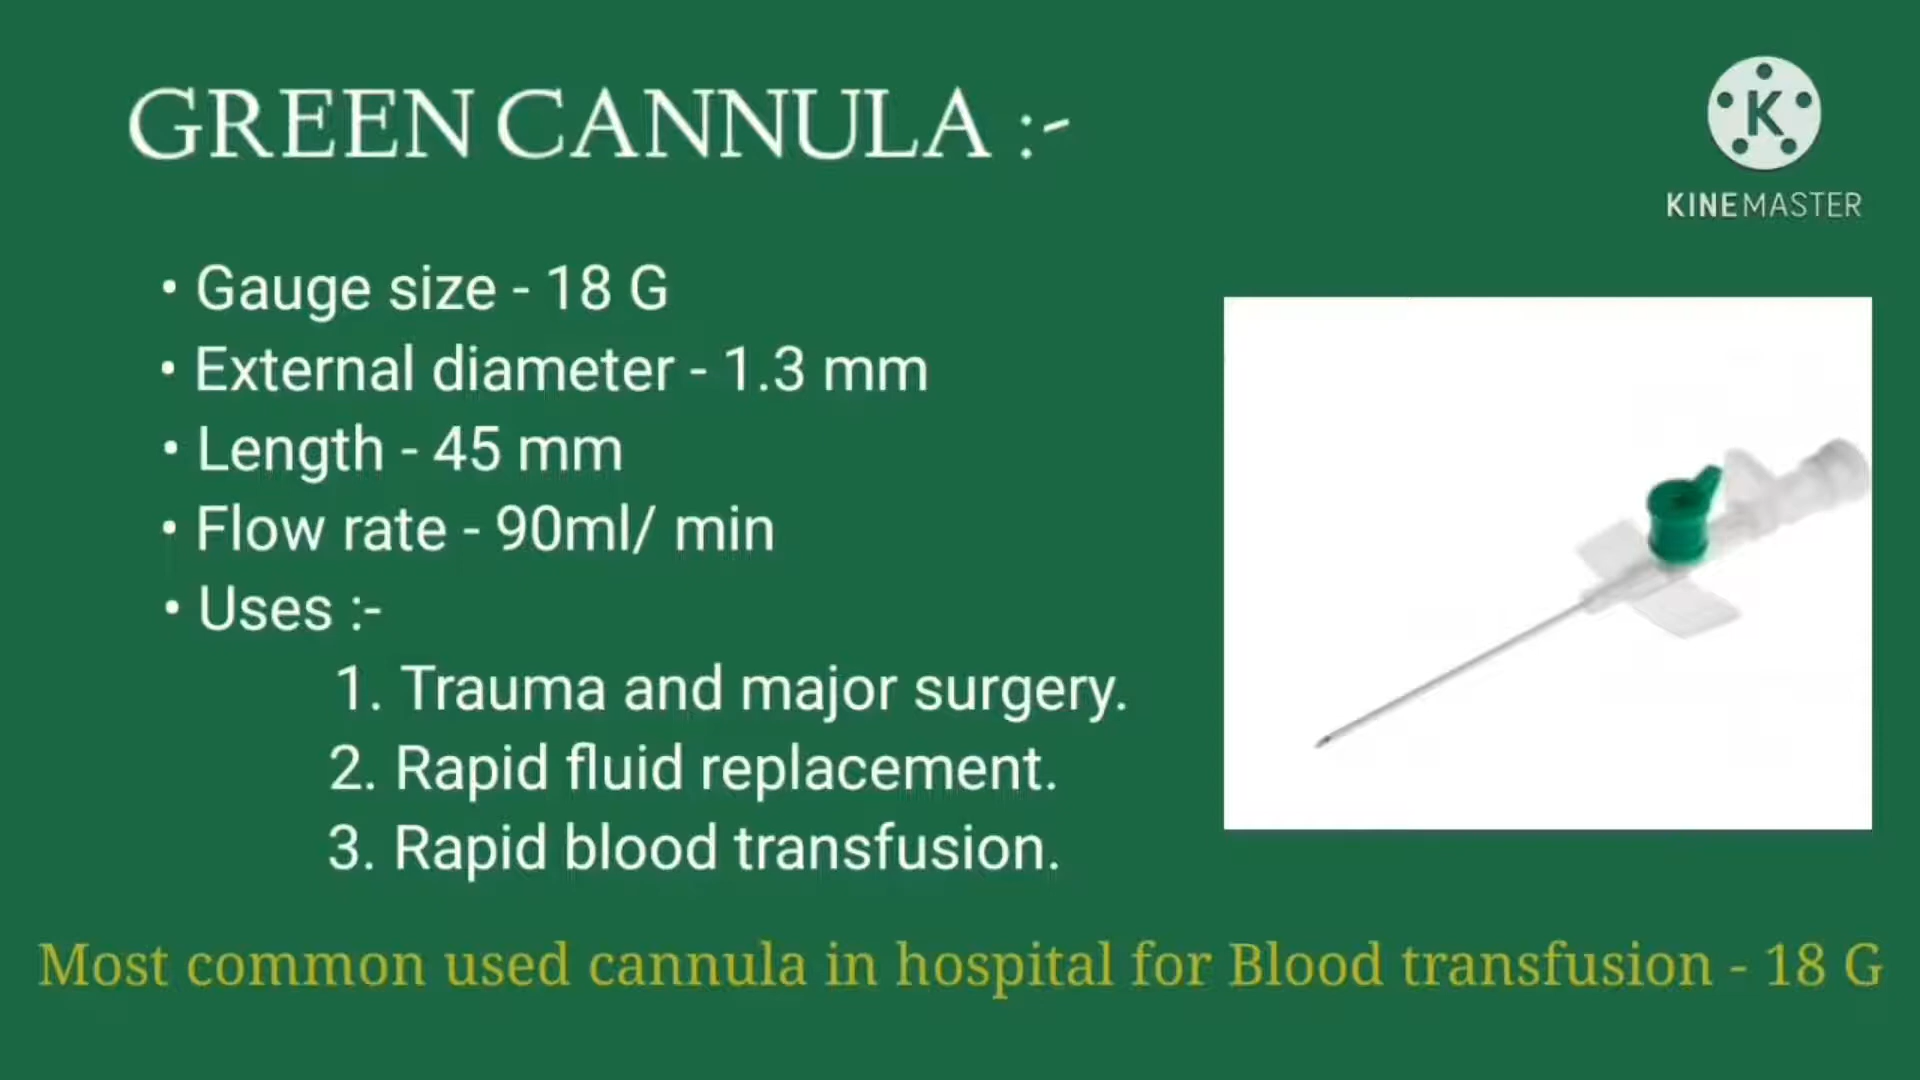 GREEN CANNULA :-
K
KINEMASTER
• Gauge size - 18 G
• External diameter - 1.3 mm
• Length - 45 mm
• Flow rate - 90ml/ min
• Uses :-
1. Trauma and major surgery.
2. Rapid fluid replacement.
3. Rapid blood transfusion.
Most common used cannula in hospital for Blood transfusion - 18 G